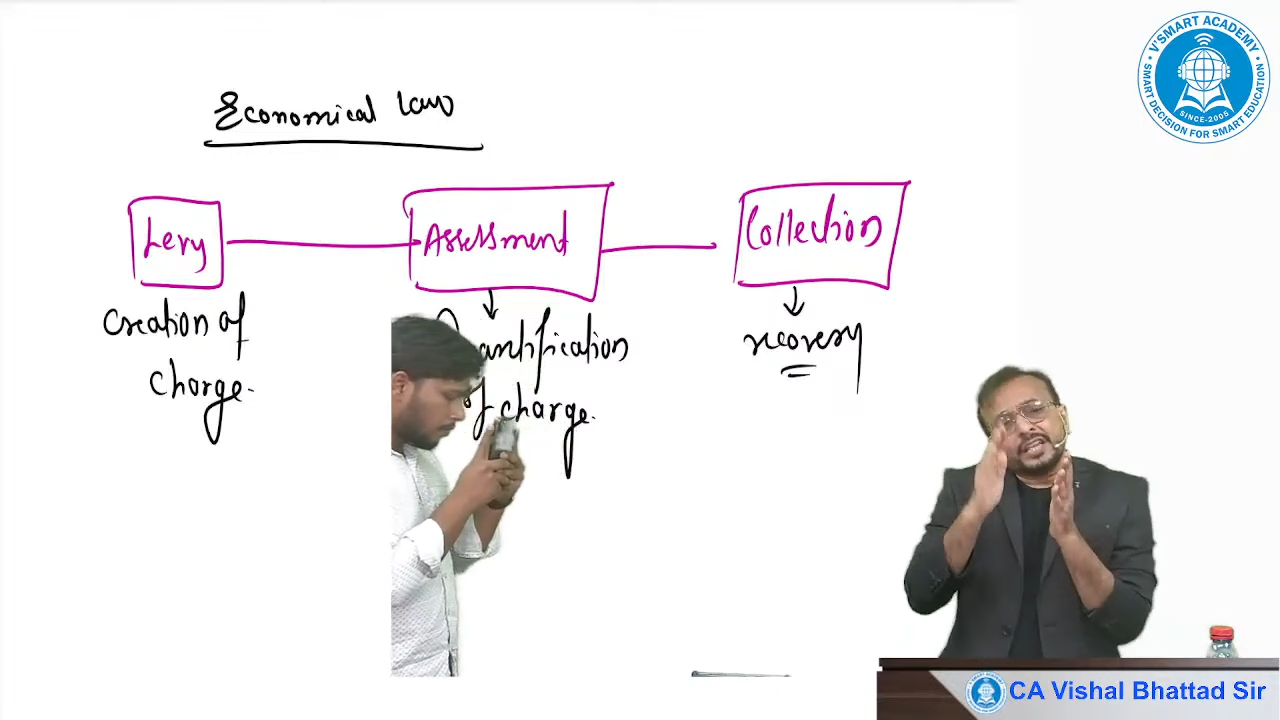 Economical law
Levy
Assessment
Collection
Creation of
charge.
of charge.
recovery
V'SMART ACADEMY
SMART DECISION FOR SMART EDUCATION
SINCE-2005
CA Vishal Bhattad Sir